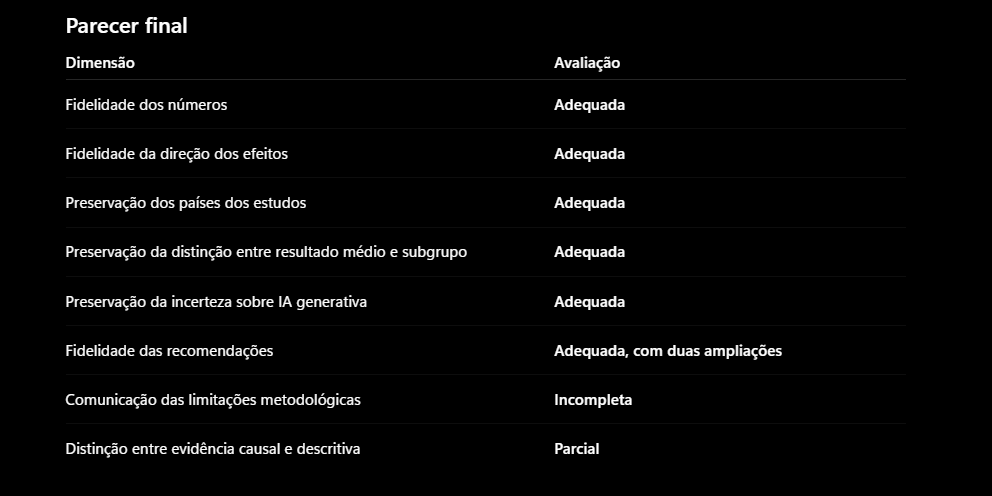 Parecer final
Dimensão Avaliação
Fidelidade dos números Adequada
Fidelidade da direção dos efeitos Adequada
Preservação dos países dos estudos Adequada
Preservação da distinção entre resultado médio e subgrupo Adequada
Preservação da incerteza sobre IA generativa Adequada
Fidelidade das recomendações Adequada, com duas ampliações
Comunicação das limitações metodológicas Incompleta
Distinção entre evidência causal e descritiva Parcial